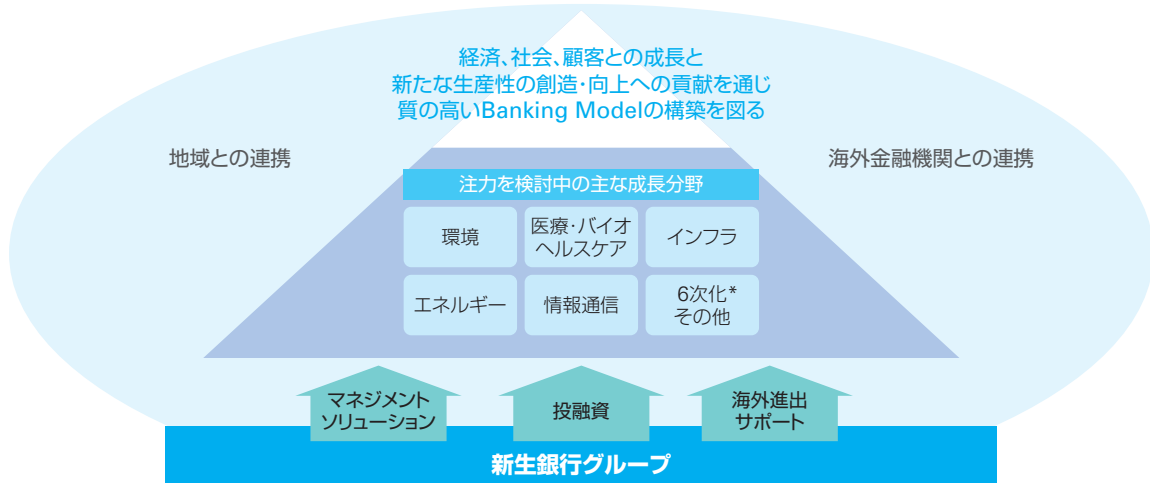 経済、社会、顧客との成長と
新たな生産性の創造・向上への貢献を通じ
質の高いBanking Modelの構築を図る
地域との連携
海外金融機関との連携
注力を検討中の主な成長分野
環境
医療・バイオ
ヘルスケア
インフラ
エネルギー
情報通信
6次化*
その他
マネジメント
ソリューション
投融資
海外進出
サポート
新生銀行グループ